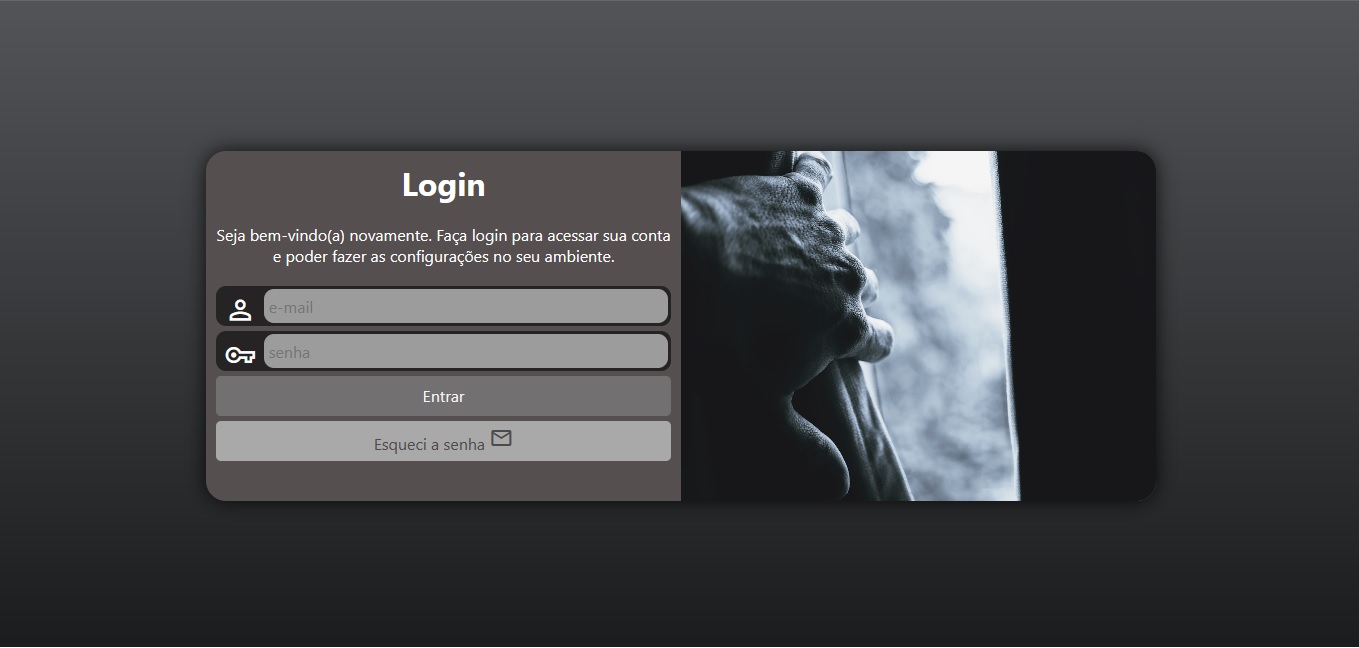 Login
Seja bem-vindo(a) novamente. Faça login para acessar sua conta
e poder fazer as configurações no seu ambiente.
e-mail
senha
Entrar
Esqueci a senha